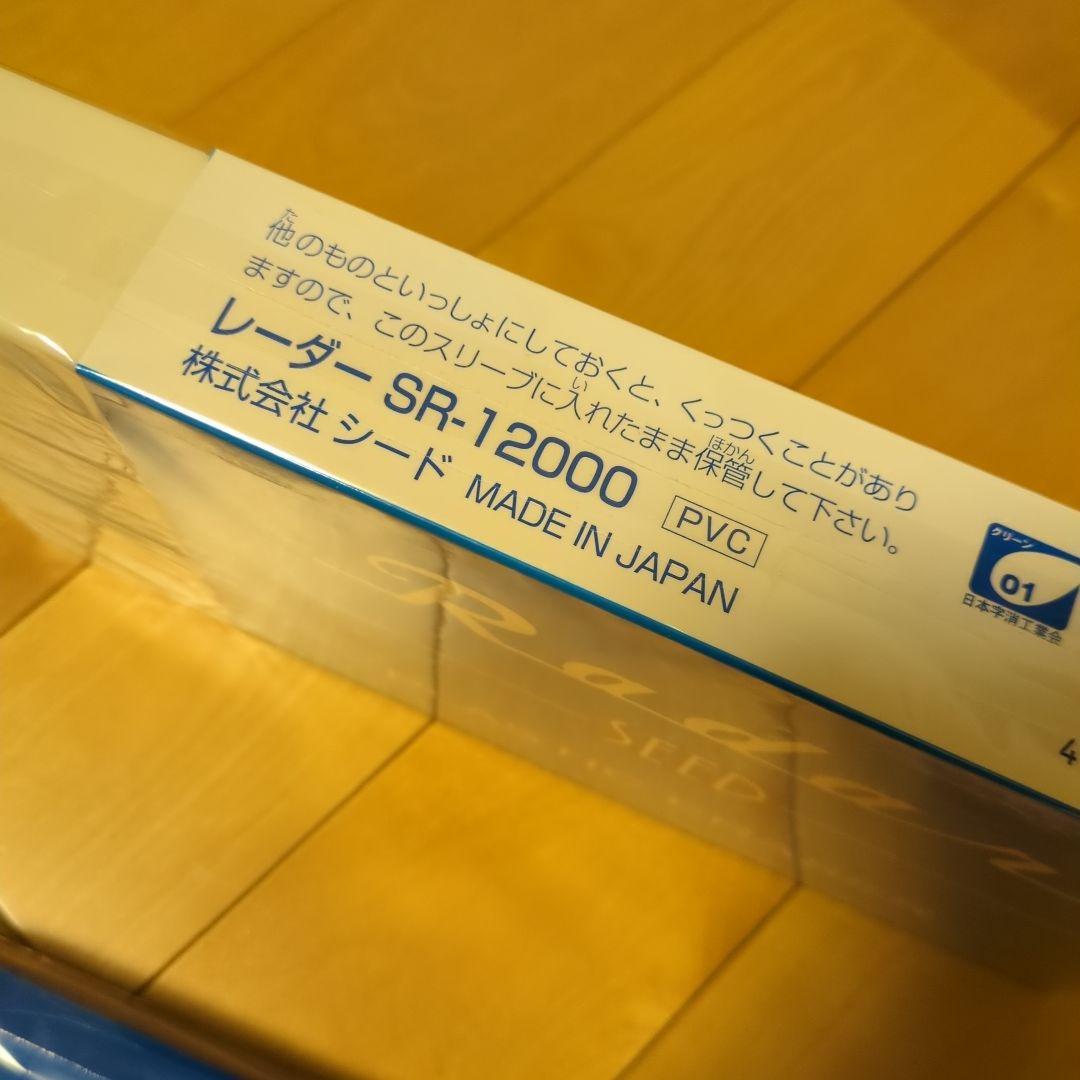 他のものといっしょにしておくと、くっつくことがあり
ますので、このスリーブに入れたまま保管して下さい。
レーダー SR-12000 PVC
株式会社 シード MADE IN JAPAN
クリーン
01
日本字消工業会
4
Radar
SEED